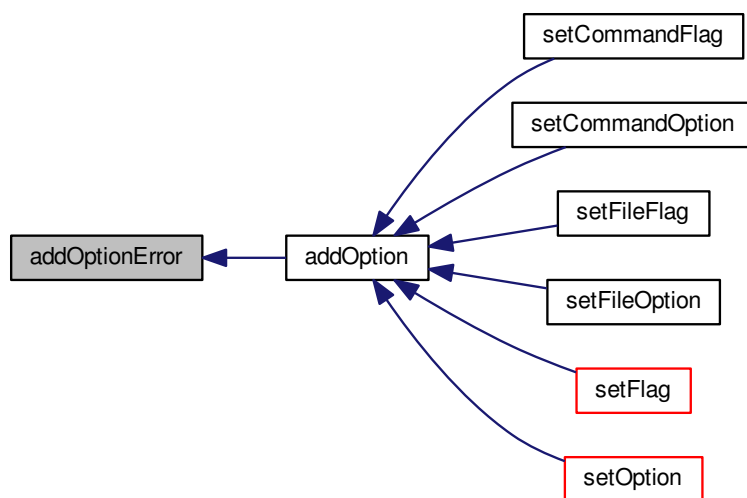 addOptionError
addOption
setCommandFlag
setCommandOption
setFileFlag
setFileOption
setFlag
setOption